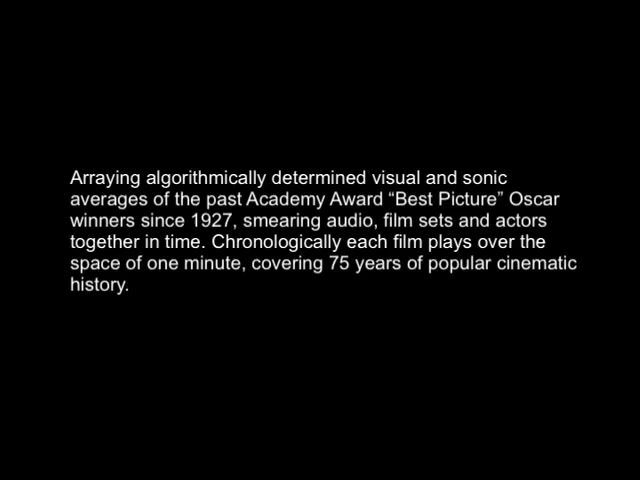 Arraying algorithmically determined visual and sonic
averages of the past Academy Award “Best Picture” Oscar
winners since 1927, smearing audio, film sets and actors
together in time. Chronologically each film plays over the
space of one minute, covering 75 years of popular cinematic
history.